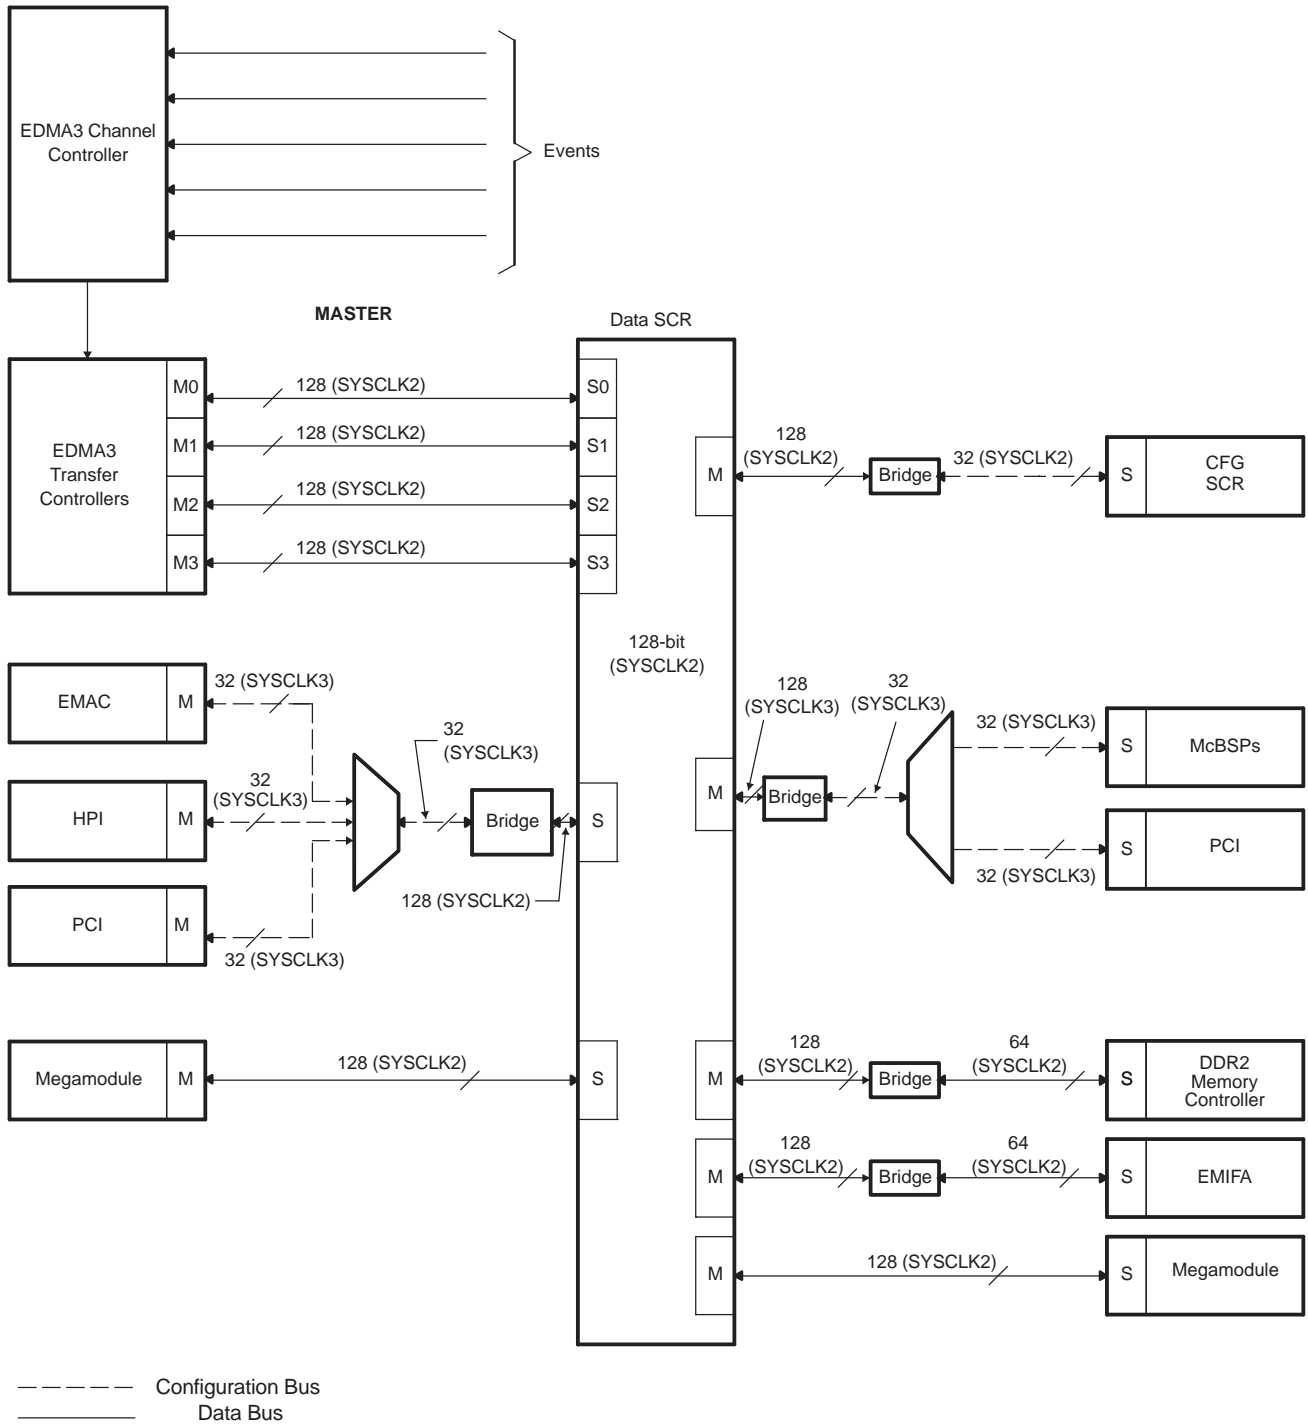 EDMA3 Channel
Controller
Events
MASTER
Data SCR
EDMA3
Transfer
Controllers
M0
128 (SYSCLK2)
S0
M1
128 (SYSCLK2)
S1
M2
128 (SYSCLK2)
S2
M3
128 (SYSCLK2)
S3
M
128
(SYSCLK2)
Bridge
32 (SYSCLK2)
S
CFG
SCR
128-bit
(SYSCLK2)
EMAC
M
32 (SYSCLK3)
HPI
M
32
(SYSCLK3)
PCI
M
32 (SYSCLK3)
32
(SYSCLK3)
Bridge
128 (SYSCLK2)
S
M
128
(SYSCLK3)
Bridge
32
(SYSCLK3)
32 (SYSCLK3)
S
McBSPs
32 (SYSCLK3)
S
PCI
Megamodule
M
128 (SYSCLK2)
S
M
128
(SYSCLK2)
Bridge
64
(SYSCLK2)
S
DDR2
Memory
Controller
M
128
(SYSCLK2)
Bridge
64
(SYSCLK2)
S
EMIFA
M
128 (SYSCLK2)
S
Megamodule
Configuration Bus
Data Bus